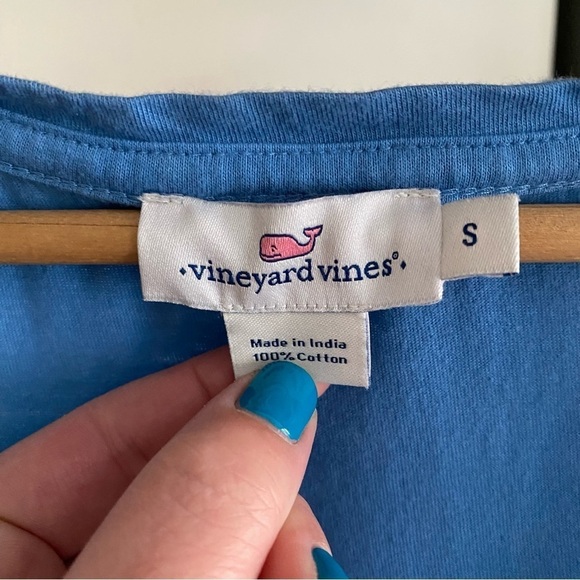 ·vineyard vines®·
S
Made in India
100% Cotton